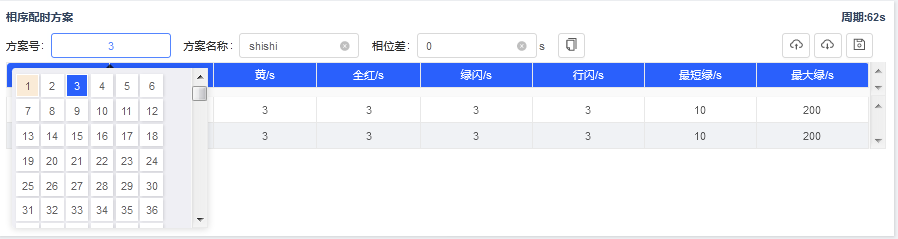 相序配时方案 周期:62s
方案号: 3 方案名称: shishi 相位差: 0 s
黄/s 全红/s 绿闪/s 行闪/s 最短绿/s 最大绿/s
1 2 3 4 5 6
3 3 3 3 10 200
7 8 9 10 11 12
13 14 15 16 17 18
3 3 3 3 10 200
19 20 21 22 23 24
25 26 27 28 29 30
31 32 33 34 35 36